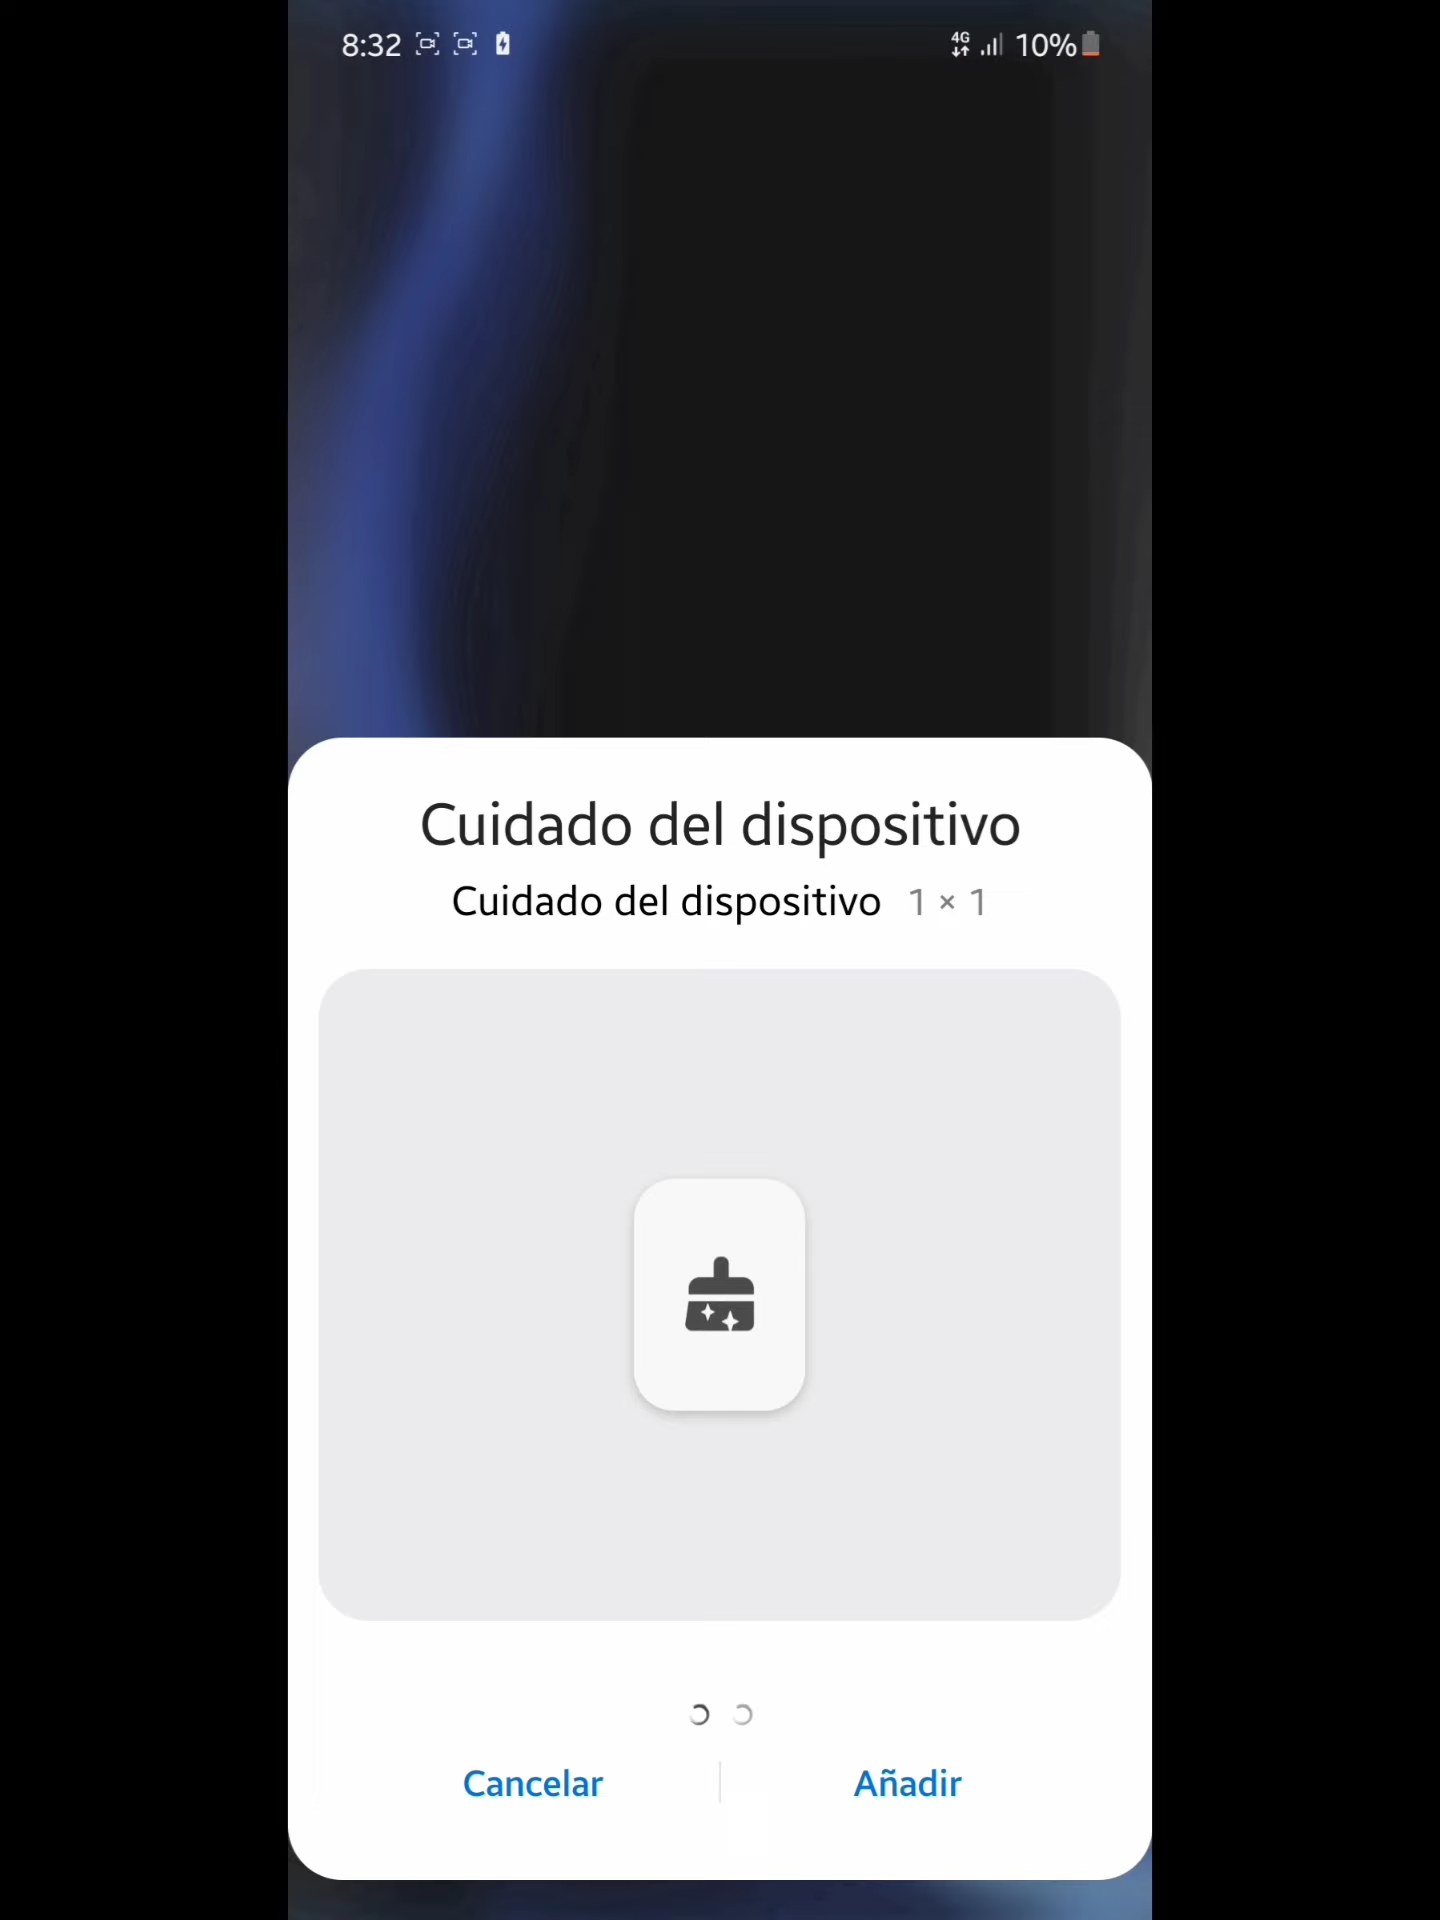 8:32 4G 10%
Cuidado del dispositivo
Cuidado del dispositivo 1 × 1
Cancelar Añadir